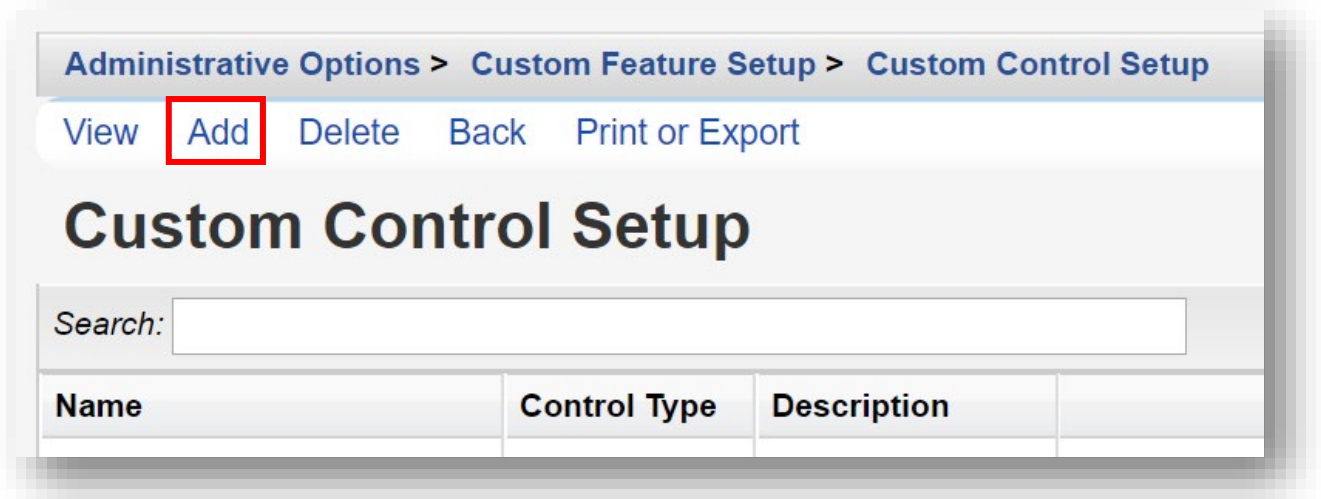 Administrative Options > Custom Feature Setup > Custom Control Setup
View Add Delete Back Print or Export
Custom Control Setup
Search:
Name Control Type Description